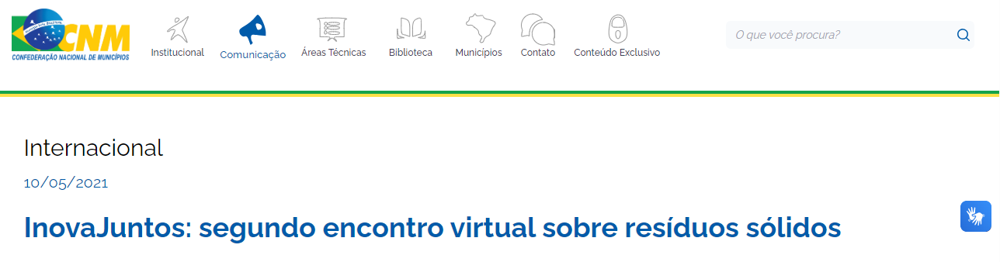 CNM
CONFEDERAÇÃO NACIONAL DE MUNICÍPIOS
Institucional
Comunicação
Áreas Técnicas
Biblioteca
Municípios
Contato
Conteúdo Exclusivo
O que você procura?
Internacional
10/05/2021
InovaJuntos: segundo encontro virtual sobre resíduos sólidos